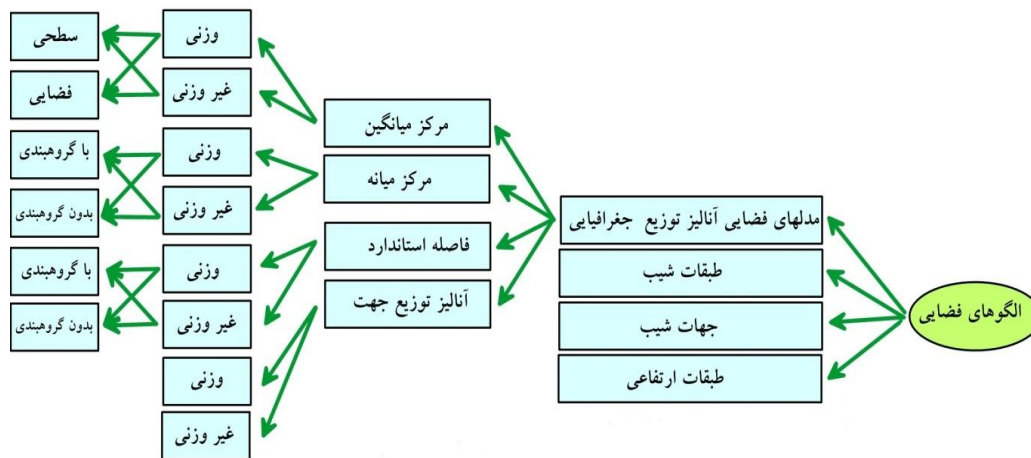 الگوهای فضایی
مدلهای فضایی آنالیز توزیع جغرافیایی
طبقات شیب
جهات شیب
طبقات ارتفاعی
مرکز میانگین
مرکز میانه
فاصله استاندارد
آنالیز توزیع جهت
وزنی
غیر وزنی
وزنی
غیر وزنی
وزنی
غیر وزنی
وزنی
غیر وزنی
سطحی
فضایی
با گروهبندی
بدون گروهبندی
با گروهبندی
بدون گروهبندی